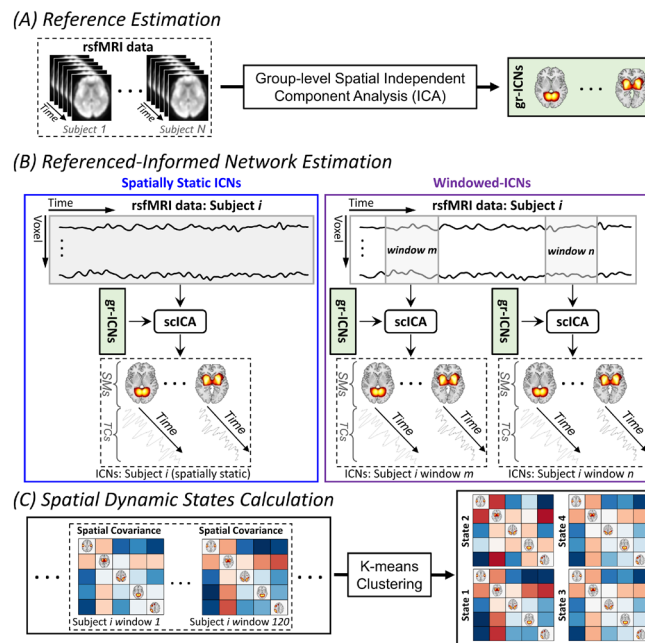 (A) Reference Estimation
rsfMRI data
Time
Subject 1
Time
Subject N
Group-level Spatial Independent
Component Analysis (ICA)
gr-ICNs
(B) Referenced-Informed Network Estimation
Spatially Static ICNs
Time
rsfMRI data: Subject i
Voxel
gr-ICNs
scICA
SMs
TCs
Time
Time
ICNs: Subject i (spatially static)
Windowed-ICNs
Time
rsfMRI data: Subject i
Voxel
window m
window n
gr-ICNs
scICA
gr-ICNs
scICA
SMs
TCs
Time
Time
ICNs: Subject i window m
SMs
TCs
Time
Time
ICNs: Subject i window n
(C) Spatial Dynamic States Calculation
Spatial Covariance
Subject i window 1
Spatial Covariance
Subject i window 120
K-means
Clustering
State 2
State 4
State 1
State 3